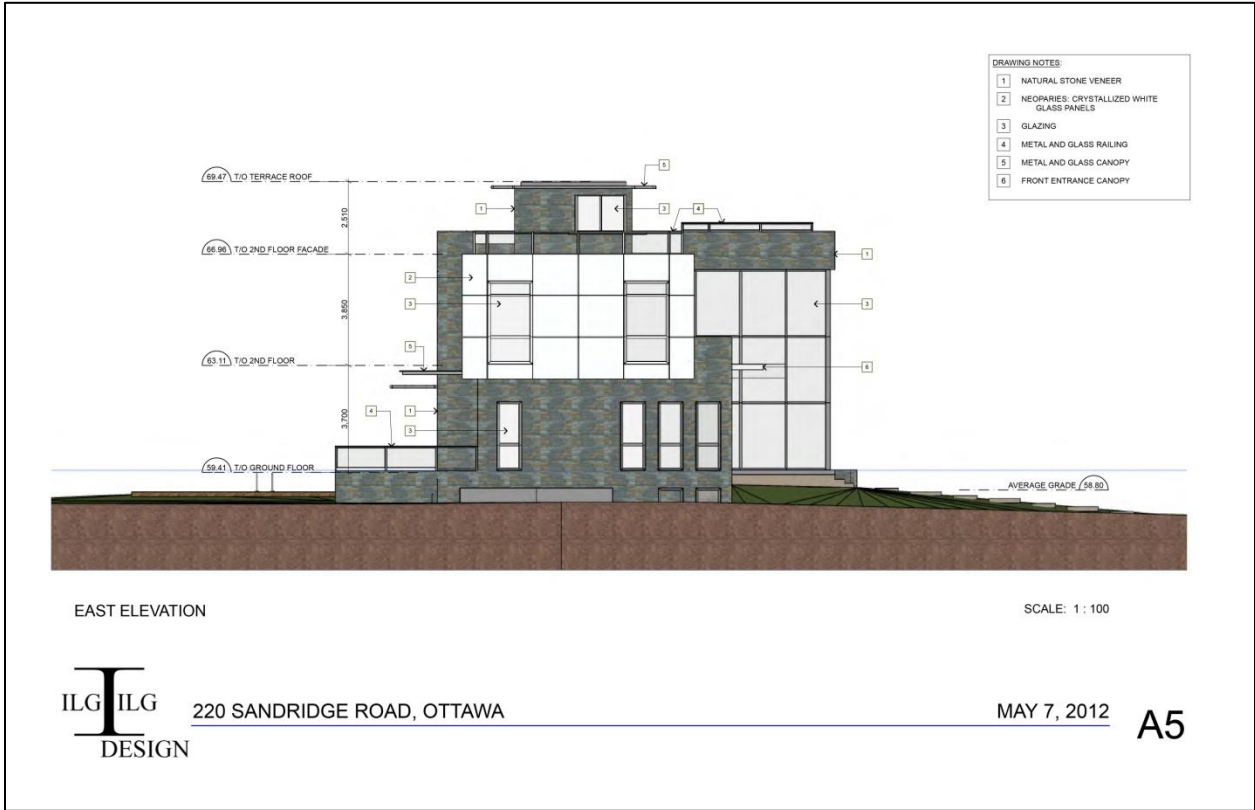 DRAWING NOTES:
1 NATURAL STONE VENEER
2 NEOPARIES: CRYSTALLIZED WHITE
GLASS PANELS
3 GLAZING
4 METAL AND GLASS RAILING
5 METAL AND GLASS CANOPY
6 FRONT ENTRANCE CANOPY
5
69.47 T/O TERRACE ROOF
1 3 4
2,510
66.96 T/O 2ND FLOOR FACADE
1
2
3 3
3,850
5
63.11 T/O 2ND FLOOR
6
4 1
3,700
3
59.41 T/O GROUND FLOOR
AVERAGE GRADE 58.80
EAST ELEVATION
SCALE: 1 : 100
ILG ILG
DESIGN
220 SANDRIDGE ROAD, OTTAWA
MAY 7, 2012
A5